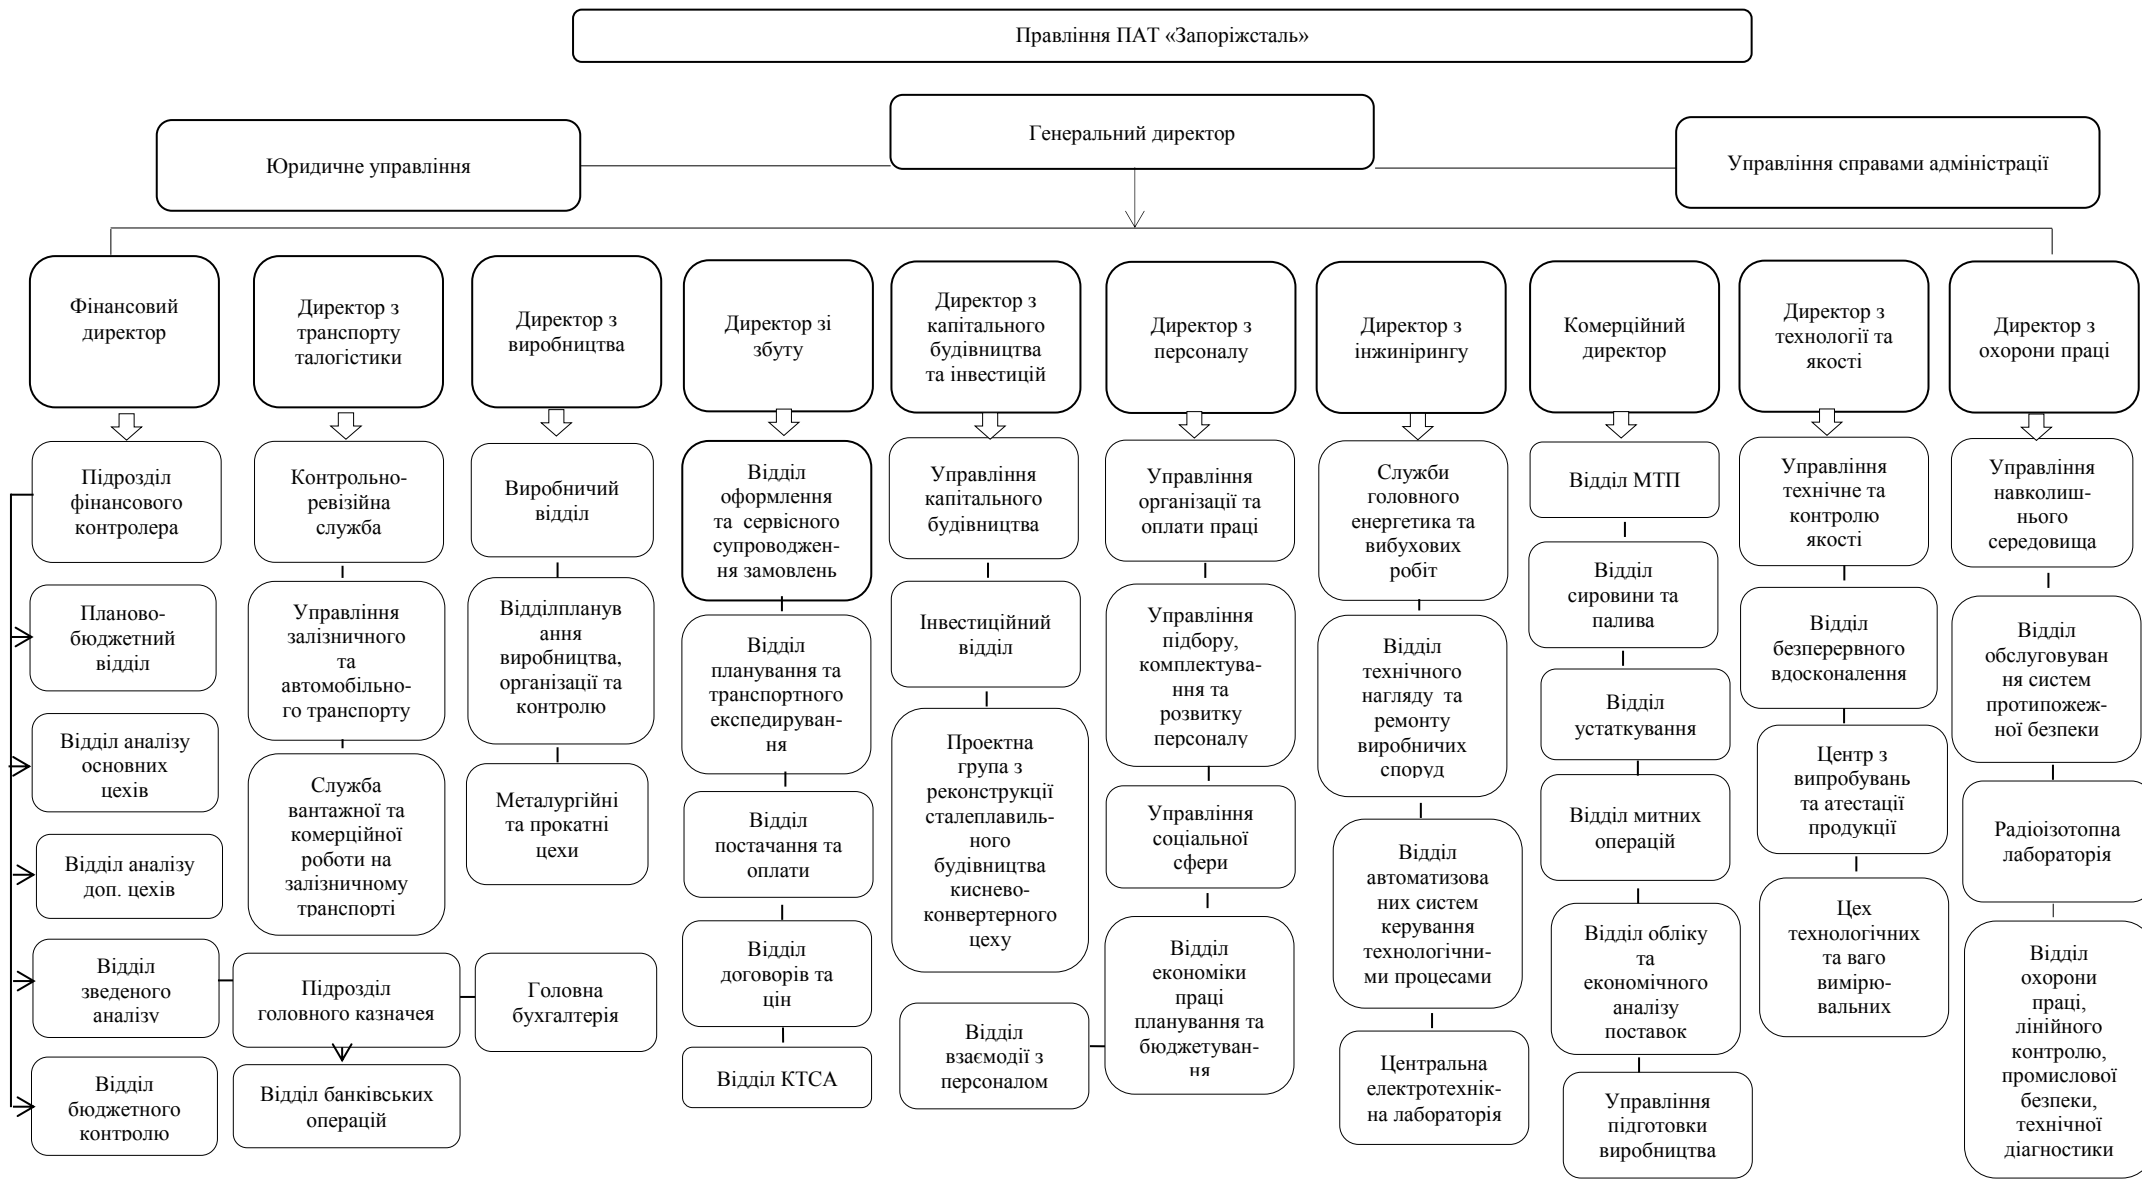 Правління ПАТ «Запоріжсталь»
Генеральний директор
Юридичне управління
Управління справами адміністрації
Фінансовий
директор
Директор з
транспорту
талогістики
Директор з
виробництва
Директор зі
збуту
Директор з
капітального
будівництва
та інвестицій
Директор з
персоналу
Директор з
інжинірингу
Комерційний
директор
Директор з
технології та
якості
Директор з
охорони праці
Підрозділ
фінансового
контролера
Планово-
бюджетний
відділ
Відділ аналізу
основних
цехів
Відділ аналізу
доп. цехів
Відділ
зведеного
аналізу
Відділ
бюджетного
контролю
Контрольно-
ревізійна
служба
Управління
залізничного
та
автомобільно-
го транспорту
Служба
вантажної та
комерційної
роботи на
залізничному
транспорті
Підрозділ
головного казначея
Відділ банківських
операцій
Виробничий
відділ
Відділпланув
ання
виробництва,
організації та
контролю
Металургійні
та прокатні
цехи
Головна
бухгалтерія
Відділ
оформлення
та сервісного
супроводжен-
ня замовлень
Відділ
планування та
транспортного
експедируван-
ня
Відділ
постачання та
оплати
Відділ
договорів та
цін
Відділ КТСА
Управління
капітального
будівництва
Інвестиційний
відділ
Проектна
група з
реконструкції
сталеплавиль-
ного
будівництва
киснево-
конвертерного
цеху
Відділ
взаємодії з
персоналом
Управління
організації та
оплати праці
Управління
підбору,
комплектува-
ння та
розвитку
персоналу
Управління
соціальної
сфери
Відділ
економіки
праці
планування та
бюджетуван-
ня
Служби
головного
енергетика та
вибухових
робіт
Відділ
технічного
нагляду та
ремонту
виробничих
споруд
Відділ
автоматизова
них систем
керування
технологічни-
ми процесами
Центральна
електротехнік-
на лабораторія
Відділ МТП
Відділ
сировини та
палива
Відділ
устаткування
Відділ митних
операцій
Відділ обліку
та
економічного
аналізу
поставок
Управління
підготовки
виробництва
Управління
технічне та
контролю
якості
Відділ
безперервного
вдосконалення
Центр з
випробувань
та атестації
продукції
Цех
технологічних
та ваго
вимірю-
вальних
Управління
навколиш-
нього
середовища
Відділ
обслуговуван
ня систем
протипожеж-
ної безпеки
Радіоізотопна
лабораторія
Відділ
охорони
праці,
лінійного
контролю,
промислової
безпеки,
технічної
діагностики